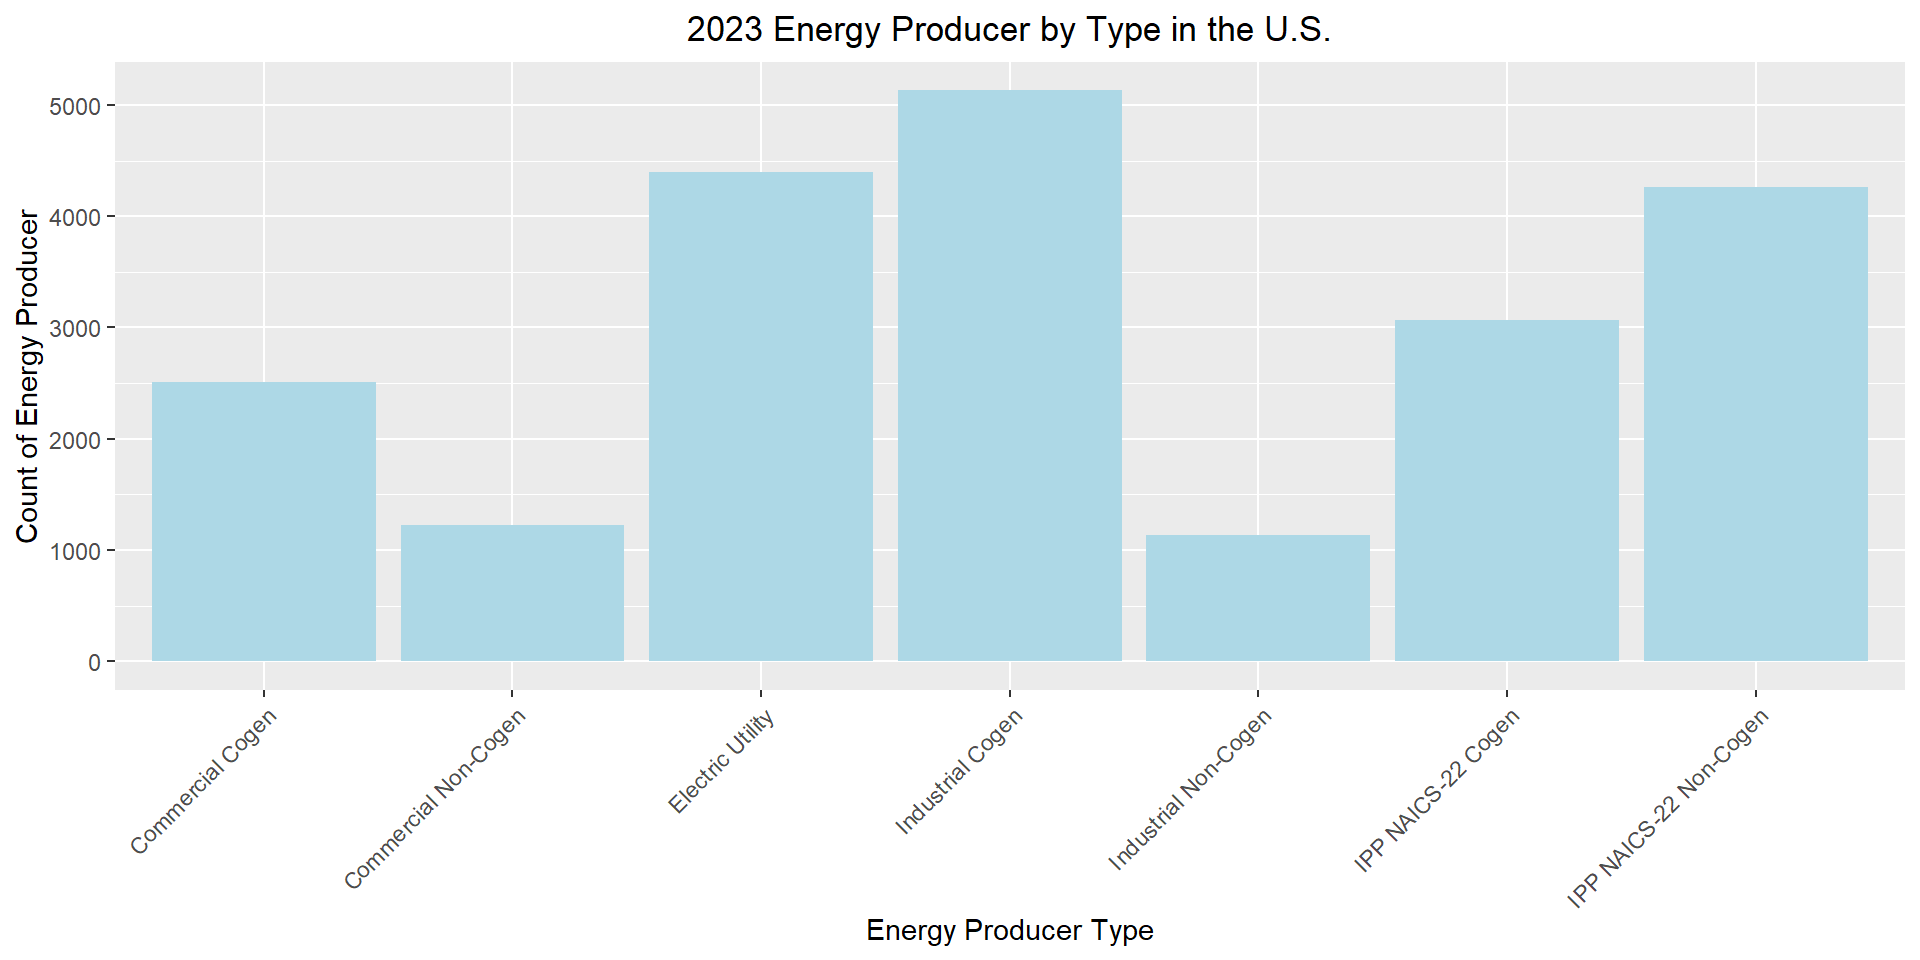 2023 Energy Producer by Type in the U.S.
Count of Energy Producer
5000
4000
3000
2000
1000
0
Commercial Cogen
Commercial Non-Cogen
Electric Utility
Industrial Cogen
Industrial Non-Cogen
IPP NAICS-22 Cogen
IPP NAICS-22 Non-Cogen
Energy Producer Type